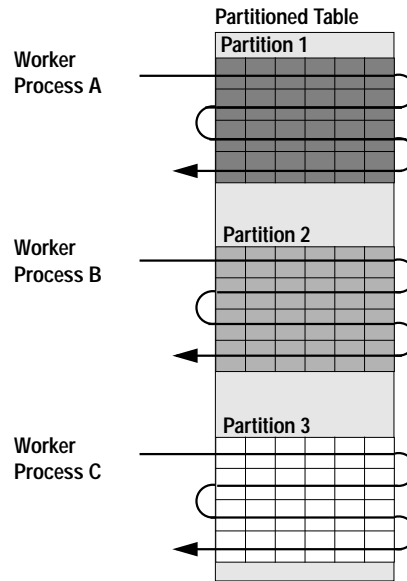 Partitioned Table
Partition 1
Worker
Process A
Partition 2
Worker
Process B
Partition 3
Worker
Process C